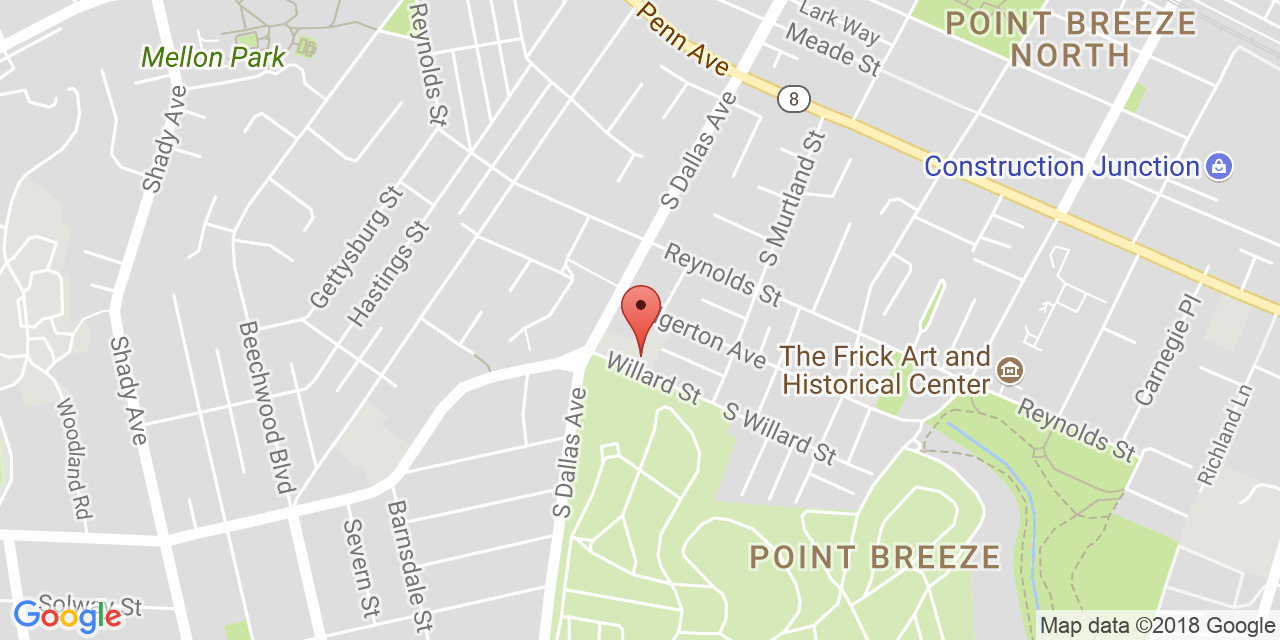 Lark Way
Meade St
POINT BREEZE
NORTH
Penn Ave
Reynolds St
Mellon Park
Shady Ave
8
S Dallas Ave
Construction Junction
S Murtland St
Gettysburg St
Hastings St
Reynolds St
gerton Ave
The Frick Art and
Historical Center
Carnegie Pl
Beechwood Blvd
Shady Ave
Willard St
S Willard St
Reynolds St
Richland Ln
Woodland Rd
S Dallas Ave
Barnsdale St
Severn St
POINT BREEZE
Solway St
Google
Map data ©2018 Google